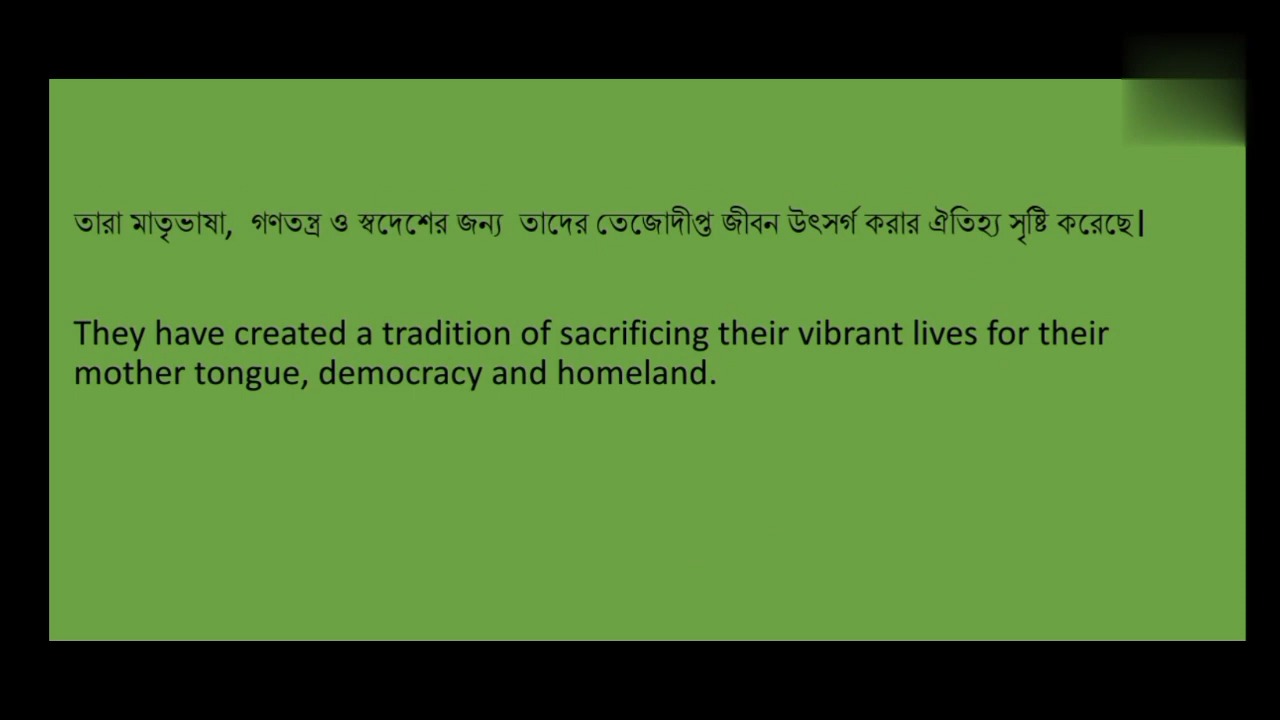 তারা মাতৃভাষা, গণতন্ত্র ও স্বদেশের জন্য তাদের তেজোদীপ্ত জীবন উৎসর্গ করার ঐতিহ্য সৃষ্টি করেছে|
They have created a tradition of sacrificing their vibrant lives for their
mother tongue, democracy and homeland.